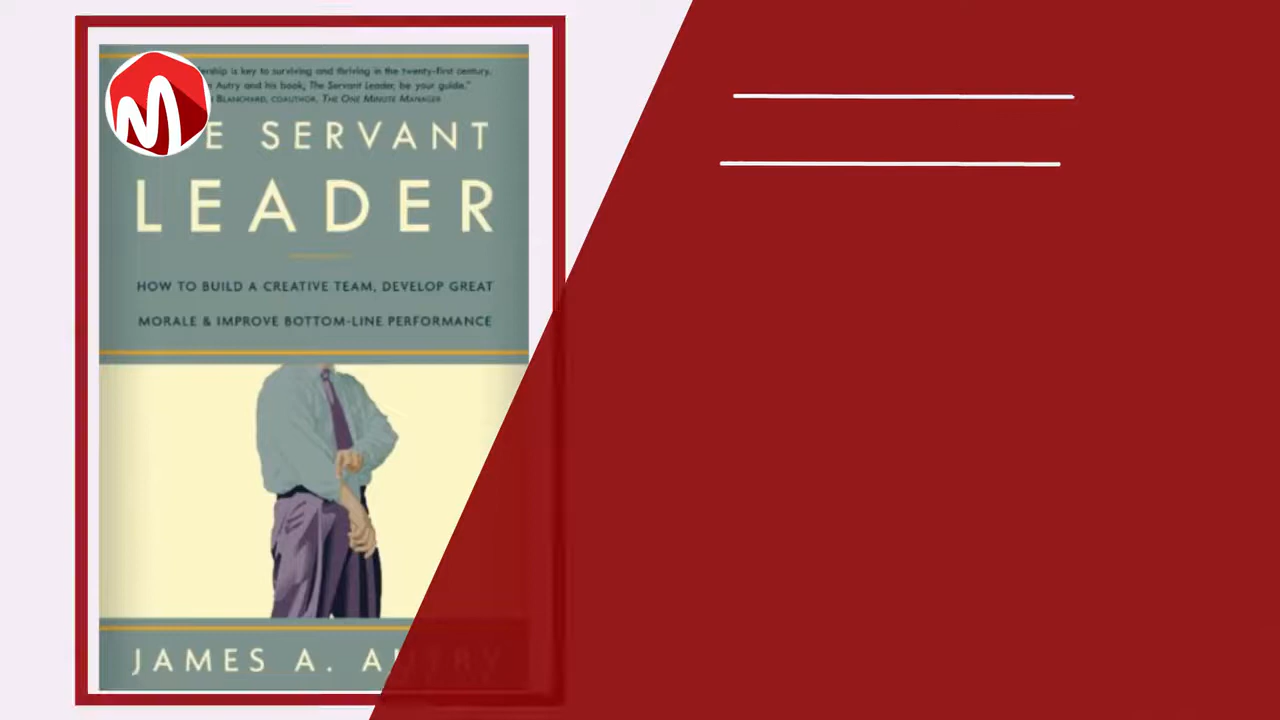 ership is key to surviving and thriving in the twenty-first century.
Autry and his book, The Servant Leader, be your guide."
BLANCHARD, COAUTHOR, THE ONE MINUTE MANAGER
E SERVANT
LEADER
HOW TO BUILD A CREATIVE TEAM, DEVELOP GREAT
MORALE & IMPROVE BOTTOM-LINE PERFORMANCE
JAMES A. AUTRY